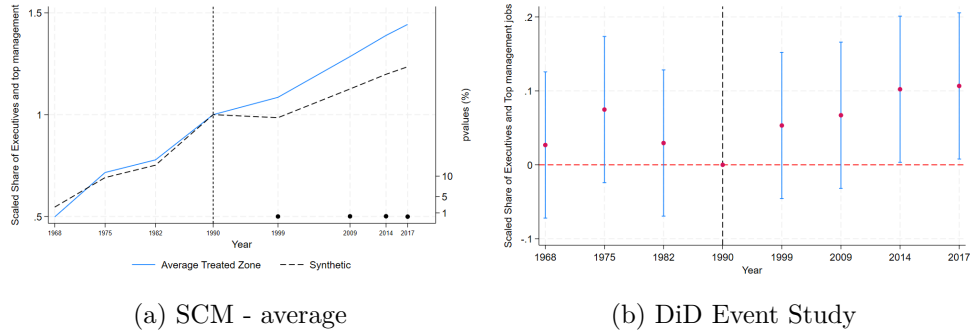 Scaled Share of Executives and top management
1.5
1
.5
pvalues (%)
10
5
1
1968
1975
1982
1990
1999
2009
2014
2017
Year
Average Treated Zone
Synthetic
(a) SCM - average
Scaled Share of Executives and Top management jobs
.2
.1
0
-.1
1968
1975
1982
1990
1999
2009
2014
2017
Year
(b) DiD Event Study